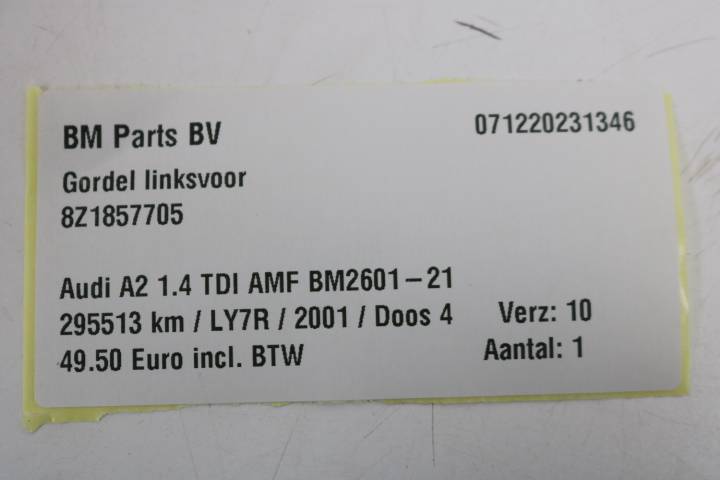 BM Parts BV 071220231346
Gordel linksvoor
8Z1857705
Audi A2 1.4 TDI AMF BM2601-21
295513 km / LY7R / 2001 / Doos 4 Verz: 10
49.50 Euro incl. BTW Aantal: 1